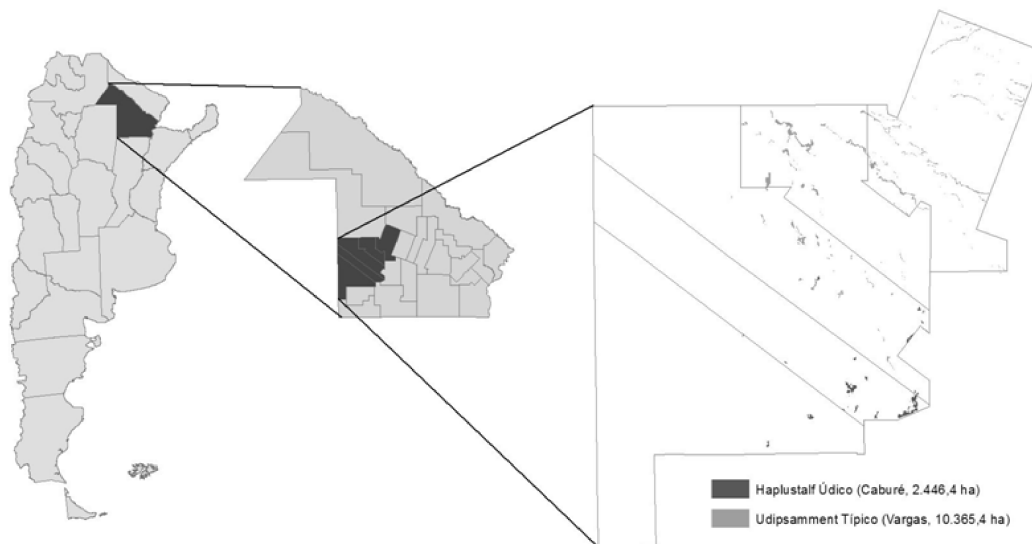 Haplustalf Údico (Caburé, 2.446,4 ha)
Udipsamment Típico (Vargas, 10.365,4 ha)